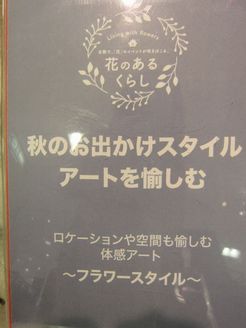 Living with flowers
花のある
くらし
秋のお出かけスタイル
アートを愉しむ
ロケーションや空間も愉しむ
体感アート
〜フラワースタイル〜